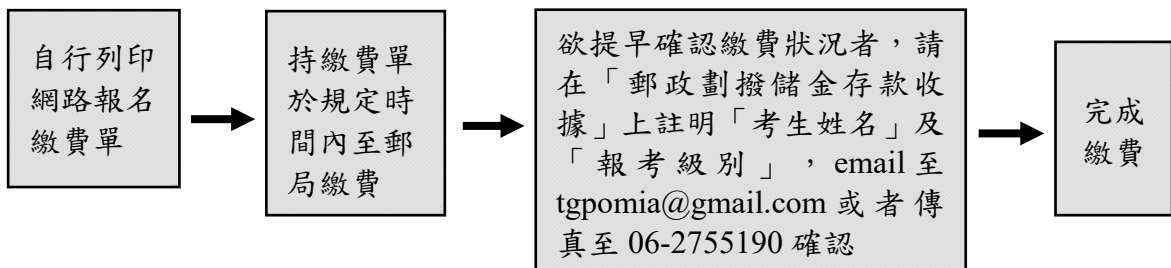 自行列印
網路報名
繳費單
持繳費單
於規定時
間內至郵
局繳費
欲提早確認繳費狀況者，請
在「郵政劃撥儲金存款收
據」上註明「考生姓名」及
「報考級別」，email 至
tgpomia@gmail.com 或者傳
真至 06-2755190 確認
完成
繳費